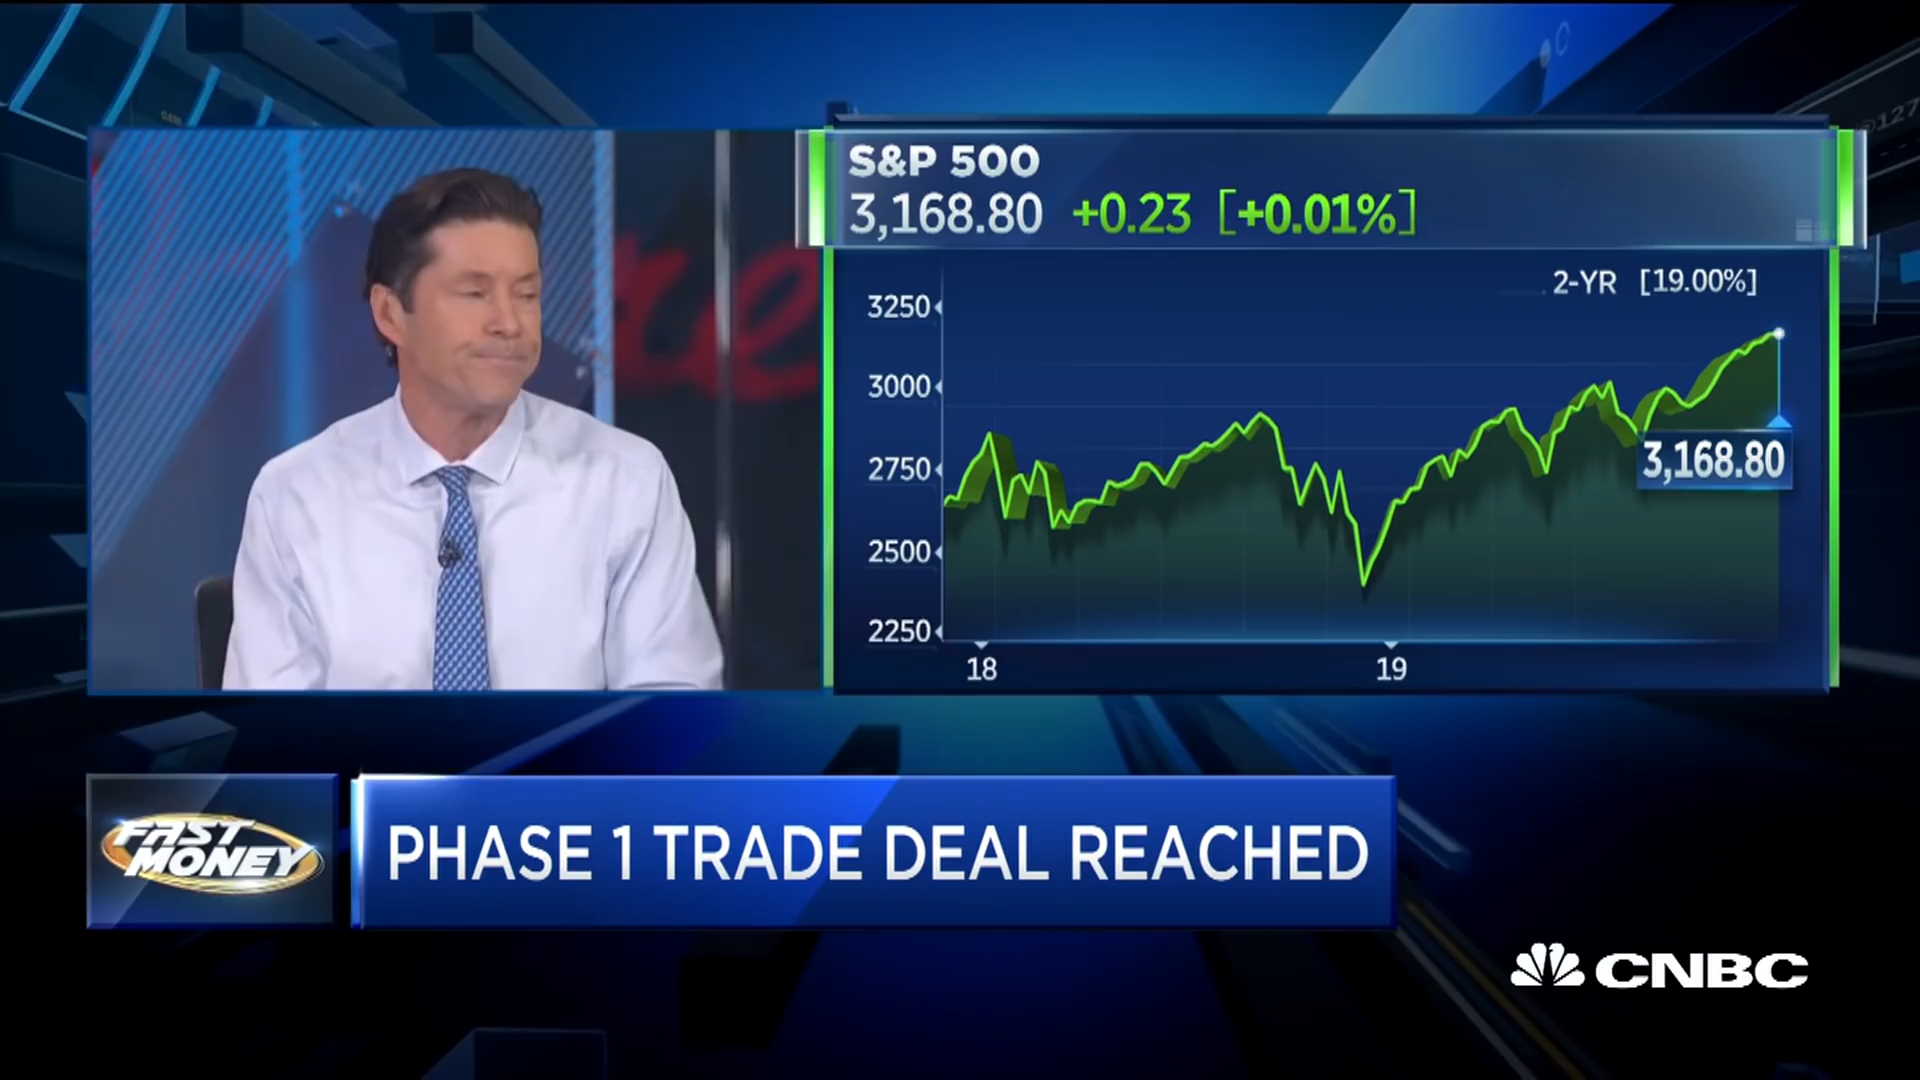 S&P 500
3,168.80 +0.23 [+0.01%]
2-YR [19.00%]
3250
3000
2750
2500
2250
3,168.80
18 19
FAST
MONEY
PHASE 1 TRADE DEAL REACHED
CNBC